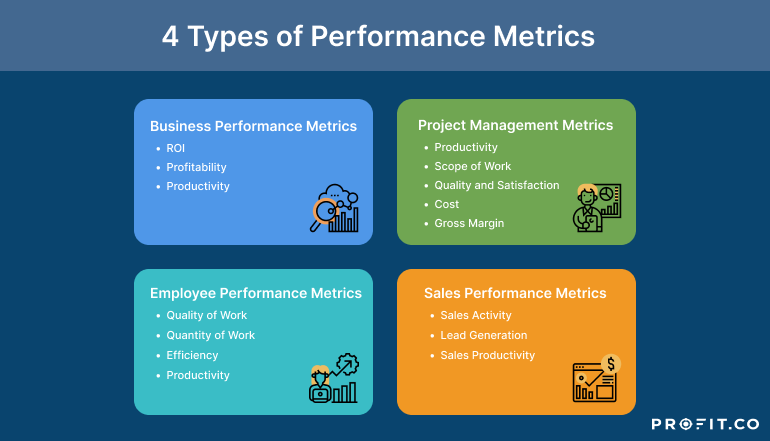 4 Types of Performance Metrics
Business Performance Metrics
• ROI
• Profitability
• Productivity
Project Management Metrics
• Productivity
• Scope of Work
• Quality and Satisfaction
• Cost
• Gross Margin
Employee Performance Metrics
• Quality of Work
• Quantity of Work
• Efficiency
• Productivity
Sales Performance Metrics
• Sales Activity
• Lead Generation
• Sales Productivity
$
PROFIT.CO